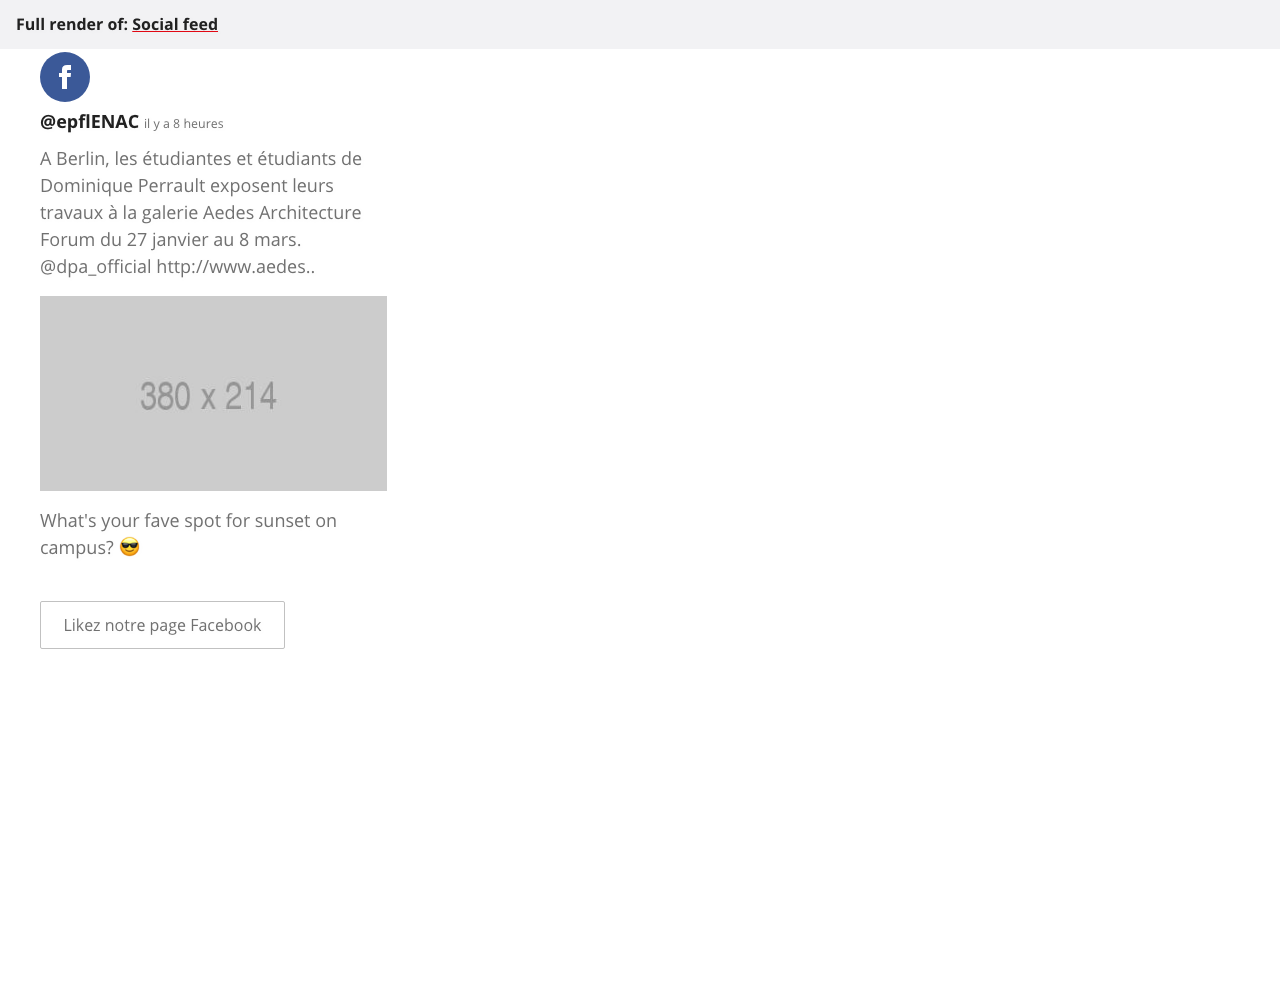 Full render of: Social feed
@epflENAC il y a 8 heures
A Berlin, les étudiantes et étudiants de
Dominique Perrault exposent leurs
travaux à la galerie Aedes Architecture
Forum du 27 janvier au 8 mars.
@dpa_official http://www.aedes..
380 x 214
What's your fave spot for sunset on
campus? 😎
Likez notre page Facebook